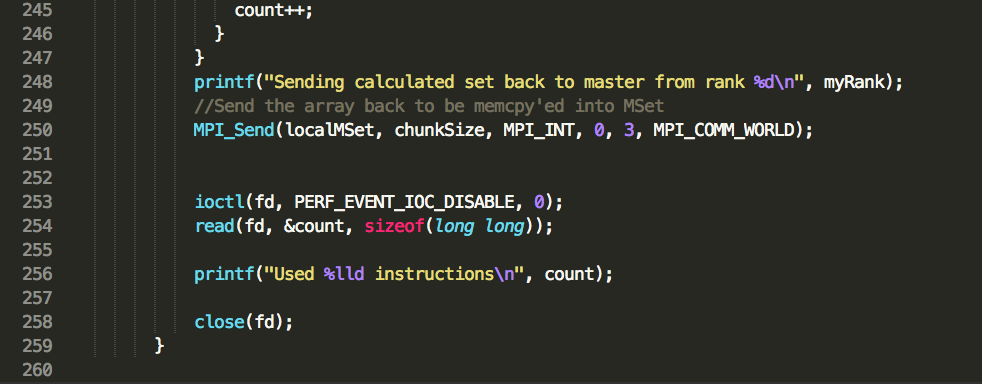 245 count++;
246 }
247 }
248 printf("Sending calculated set back to master from rank %d\n", myRank);
249 //Send the array back to be memcpy'ed into MSet
250 MPI_Send(localMSet, chunkSize, MPI_INT, 0, 3, MPI_COMM_WORLD);
251
252
253 ioctl(fd, PERF_EVENT_IOC_DISABLE, 0);
254 read(fd, &count, sizeof(long long));
255
256 printf("Used %lld instructions\n", count);
257
258 close(fd);
259 }
260